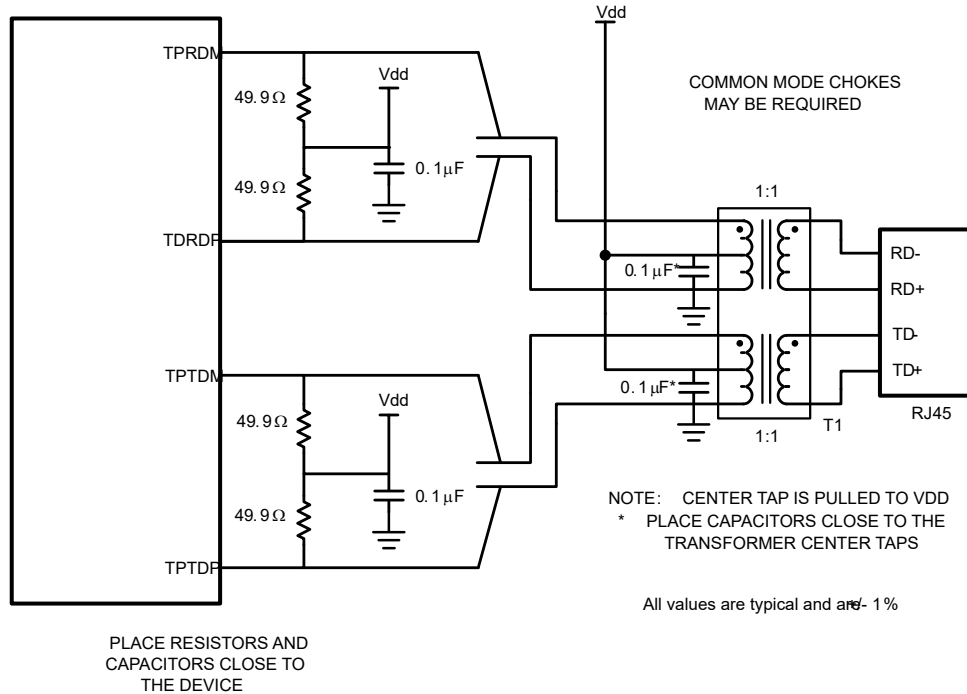 Vdd
TPRDM
Vdd
COMMON MODE CHOKES
MAY BE REQUIRED
49.9Ω
0.1μF
49.9Ω
1:1
TDRDP
RD-
0.1μF*
RD+
TD-
TPTDM
TD+
0.1μF*
Vdd
RJ45
49.9Ω
T1
1:1
0.1μF
NOTE: CENTER TAP IS PULLED TO VDD
49.9Ω
* PLACE CAPACITORS CLOSE TO THE
TRANSFORMER CENTER TAPS
TPTDP
All values are typical and are +/- 1%
PLACE RESISTORS AND
CAPACITORS CLOSE TO
THE DEVICE